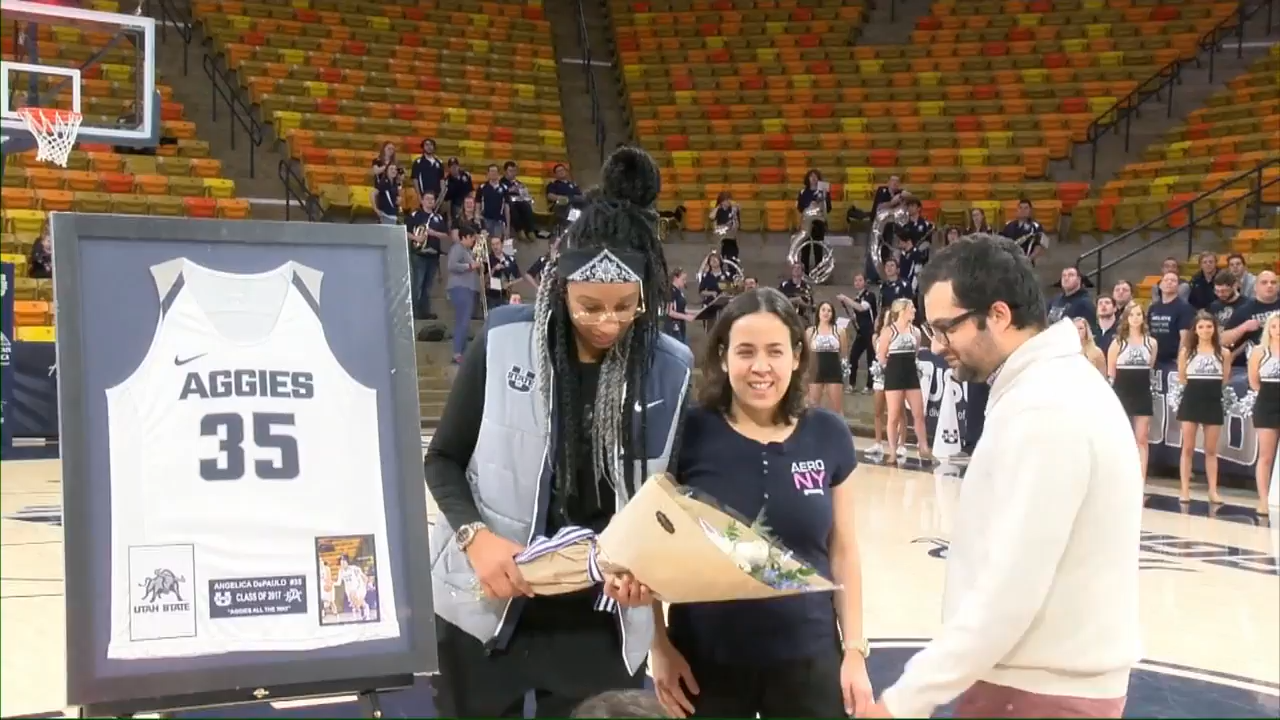 AGGIES
35
UTAH STATE
ANGELICA DePAULO #35
CLASS OF 2017
"AGGIES ALL THE WAY"
AERO
NY